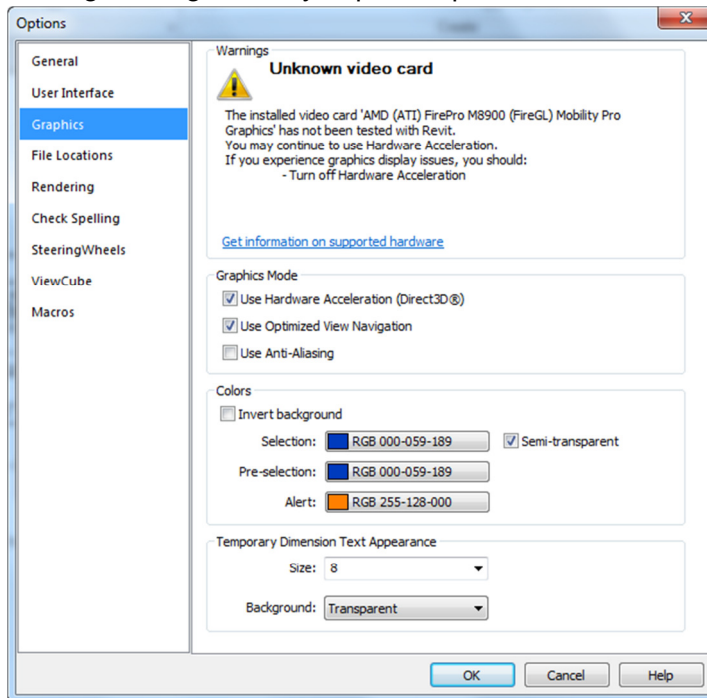 Options
General
User Interface
Graphics
File Locations
Rendering
Check Spelling
SteeringWheels
ViewCube
Macros
Warnings
Unknown video card
The installed video card 'AMD (ATI) FirePro M8900 (FireGL) Mobility Pro
Graphics' has not been tested with Revit.
You may continue to use Hardware Acceleration.
If you experience graphics display issues, you should:
- Turn off Hardware Acceleration
Get information on supported hardware
Graphics Mode
Use Hardware Acceleration (Direct3D®)
Use Optimized View Navigation
Use Anti-Aliasing
Colors
Invert background
Selection: RGB 000-059-189 Semi-transparent
Pre-selection: RGB 000-059-189
Alert: RGB 255-128-000
Temporary Dimension Text Appearance
Size: 8
Background: Transparent
OK Cancel Help